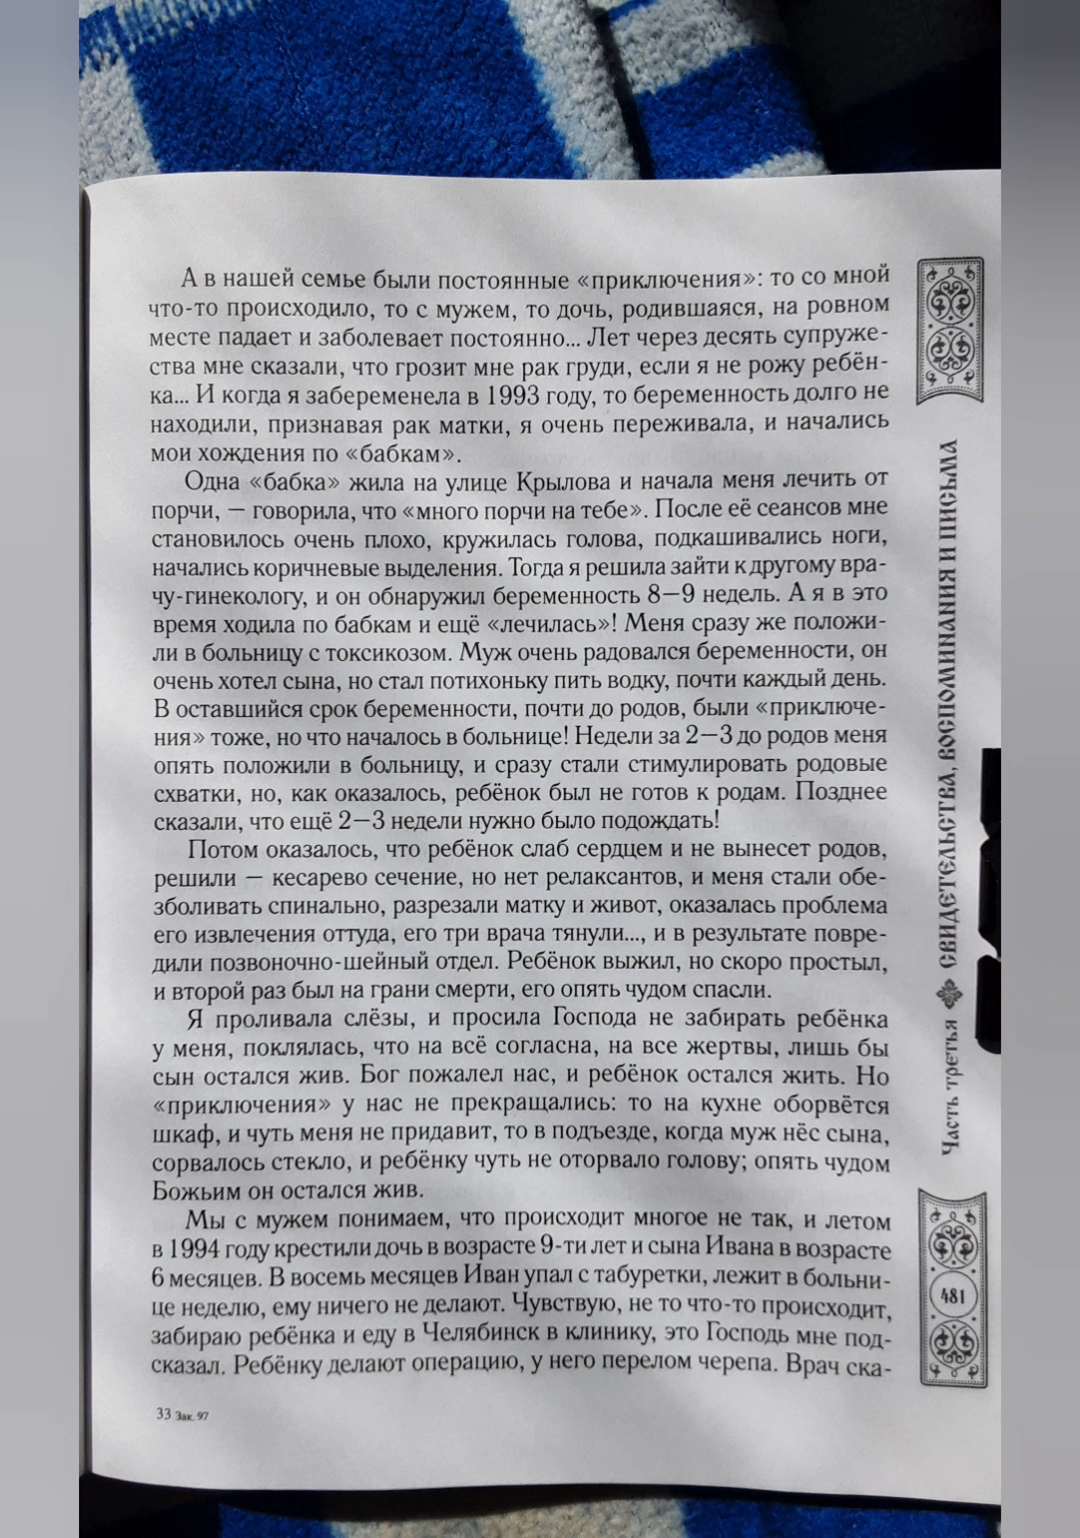 А в нашей семье были постоянные «приключения»: то со мной
что-то происходило, то с мужем, то дочь, родившаяся, на ровном
месте падает и заболевает постоянно... Лет через десять супруже-
ства мне сказали, что грозит мне рак груди, если я не рожу ребён-
ка... И когда я забеременела в 1993 году, то беременность долго не
находили, признавая рак матки, я очень переживала, и начались
мои хождения по «бабкам».
Одна «бабка» жила на улице Крылова и начала меня лечить от
порчи, — говорила, что «много порчи на тебе». После её сеансов мне
становилось очень плохо, кружилась голова, подкашивались ноги,
начались коричневые выделения. Тогда я решила зайти к другому вра-
чу-гинекологу, и он обнаружил беременность 8—9 недель. А я в это
время ходила по бабкам и ещё «лечилась»! Меня сразу же положи-
ли в больницу с токсикозом. Муж очень радовался беременности, он
очень хотел сына, но стал потихоньку пить водку, почти каждый день.
В оставшийся срок беременности, почти до родов, были «приключе-
ния» тоже, но что началось в больнице! Недели за 2—3 до родов меня
опять положили в больницу, и сразу стали стимулировать родовые
схватки, но, как оказалось, ребёнок был не готов к родам. Позднее
сказали, что ещё 2—3 недели нужно было подождать!
Потом оказалось, что ребёнок слаб сердцем и не вынесет родов,
решили — кесарево сечение, но нет релаксантов, и меня стали обе-
зболивать спинально, разрезали матку и живот, оказалась проблема
его извлечения оттуда, его три врача тянули..., и в результате повре-
дили позвоночно-шейный отдел. Ребёнок выжил, но скоро простыл,
и второй раз был на грани смерти, его опять чудом спасли.
Я проливала слёзы, и просила Господа не забирать ребёнка
у меня, поклялась, что на всё согласна, на все жертвы, лишь бы
сын остался жив. Бог пожалел нас, и ребёнок остался жить. Но
«приключения» у нас не прекращались: то на кухне оборвётся
шкаф, и чуть меня не придавит, то в подъезде, когда муж нёс сына,
сорвалось стекло, и ребёнку чуть не оторвало голову; опять чудом
Божьим он остался жив.
Мы с мужем понимаем, что происходит многое не так, и летом
в 1994 году крестили дочь в возрасте 9-ти лет и сына Ивана в возрасте
6 месяцев. В восемь месяцев Иван упал с табуретки, лежит в больни-
це неделю, ему ничего не делают. Чувствую, не то что-то происходит,
забираю ребёнка и еду в Челябинск в клинику, это Господь мне под-
сказал. Ребёнку делают операцию, у него перелом черепа. Врач ска-
33 Зак. 97
Часть третья СВИДЕТЕЛЬСТВА, ВОСПОМИНАНИЯ И ПИСЬМА
481